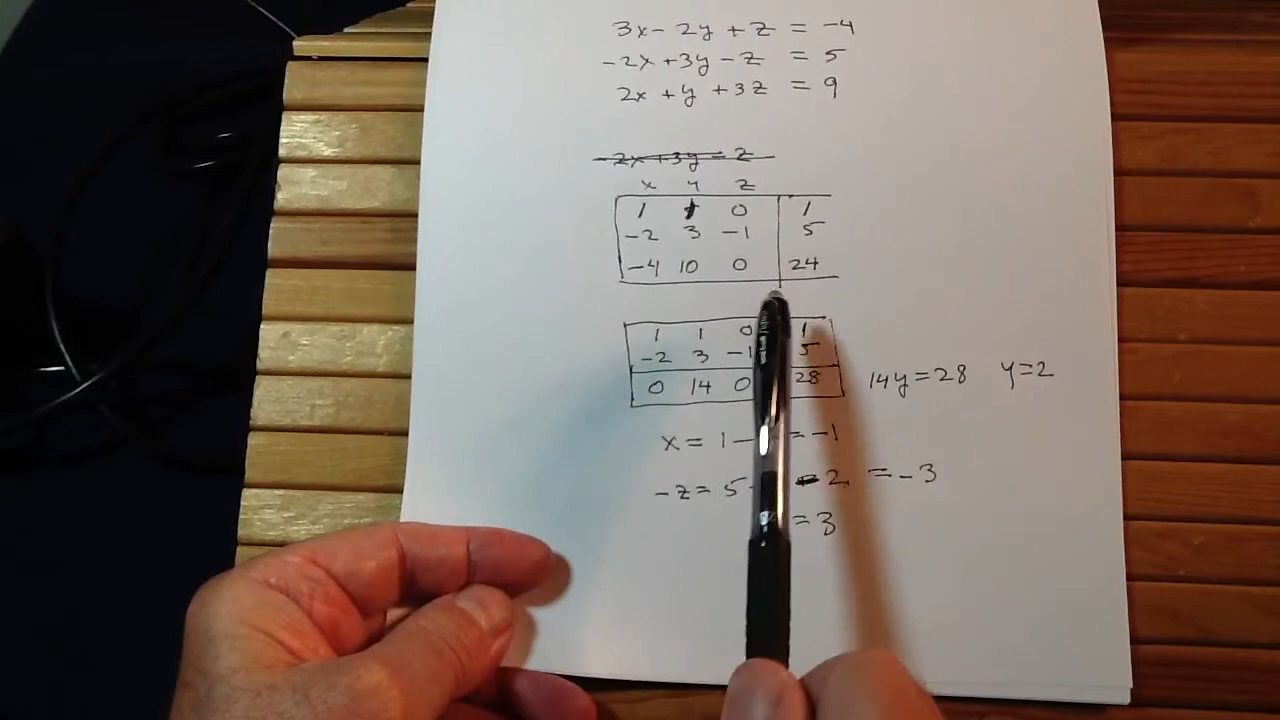 3x - 2y + z = -4
-2x + 3y - z = 5
2x + y + 3z = 9
-2x + 3y = z
x y z
1 1 0 1
-2 3 -1 5
-4 10 0 24
1 1 0 1
-2 3 -1 5
0 14 0 28 14y = 28 y = 2
x = 1 - = -1
-z = 5 - 2 = -3
= 3